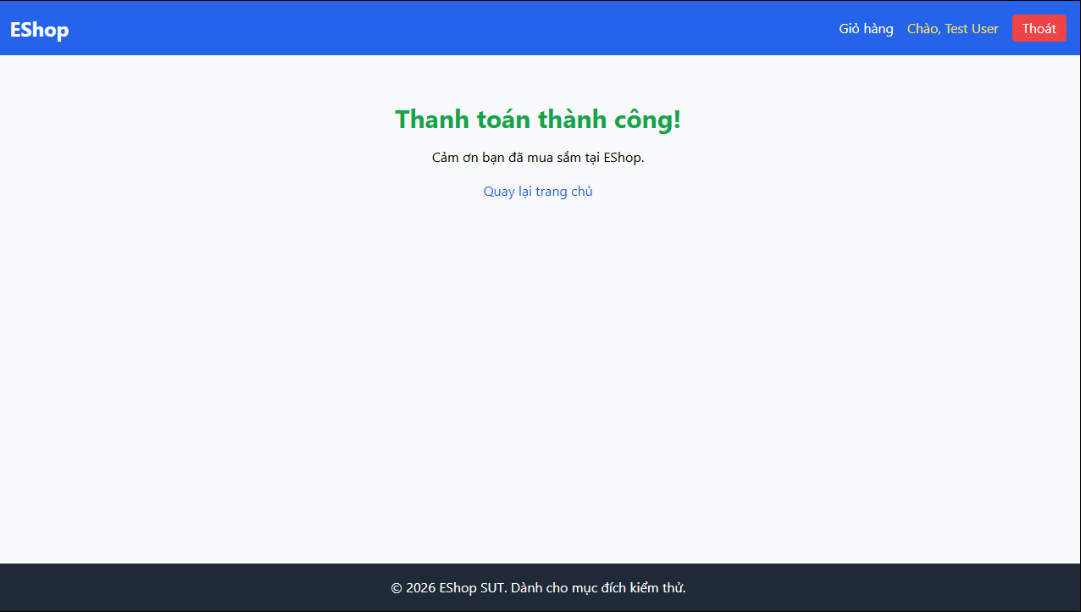 EShop
Giỏ hàng Chào, Test User Thoát
Thanh toán thành công!
Cảm ơn bạn đã mua sắm tại EShop.
Quay lại trang chủ
© 2026 EShop SUT. Dành cho mục đích kiểm thử.